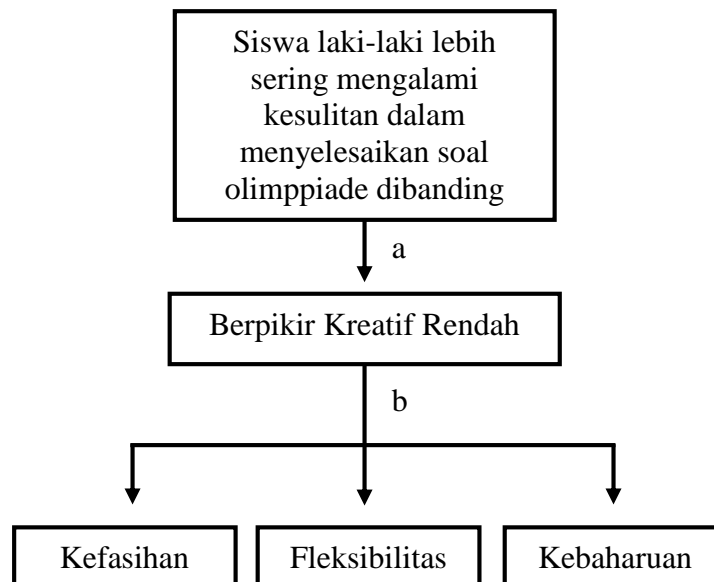 Siswa laki-laki lebih
sering mengalami
kesulitan dalam
menyelesaikan soal
olimppiade dibanding
a
Berpikir Kreatif Rendah
b
Kefasihan
Fleksibilitas
Kebaharuan